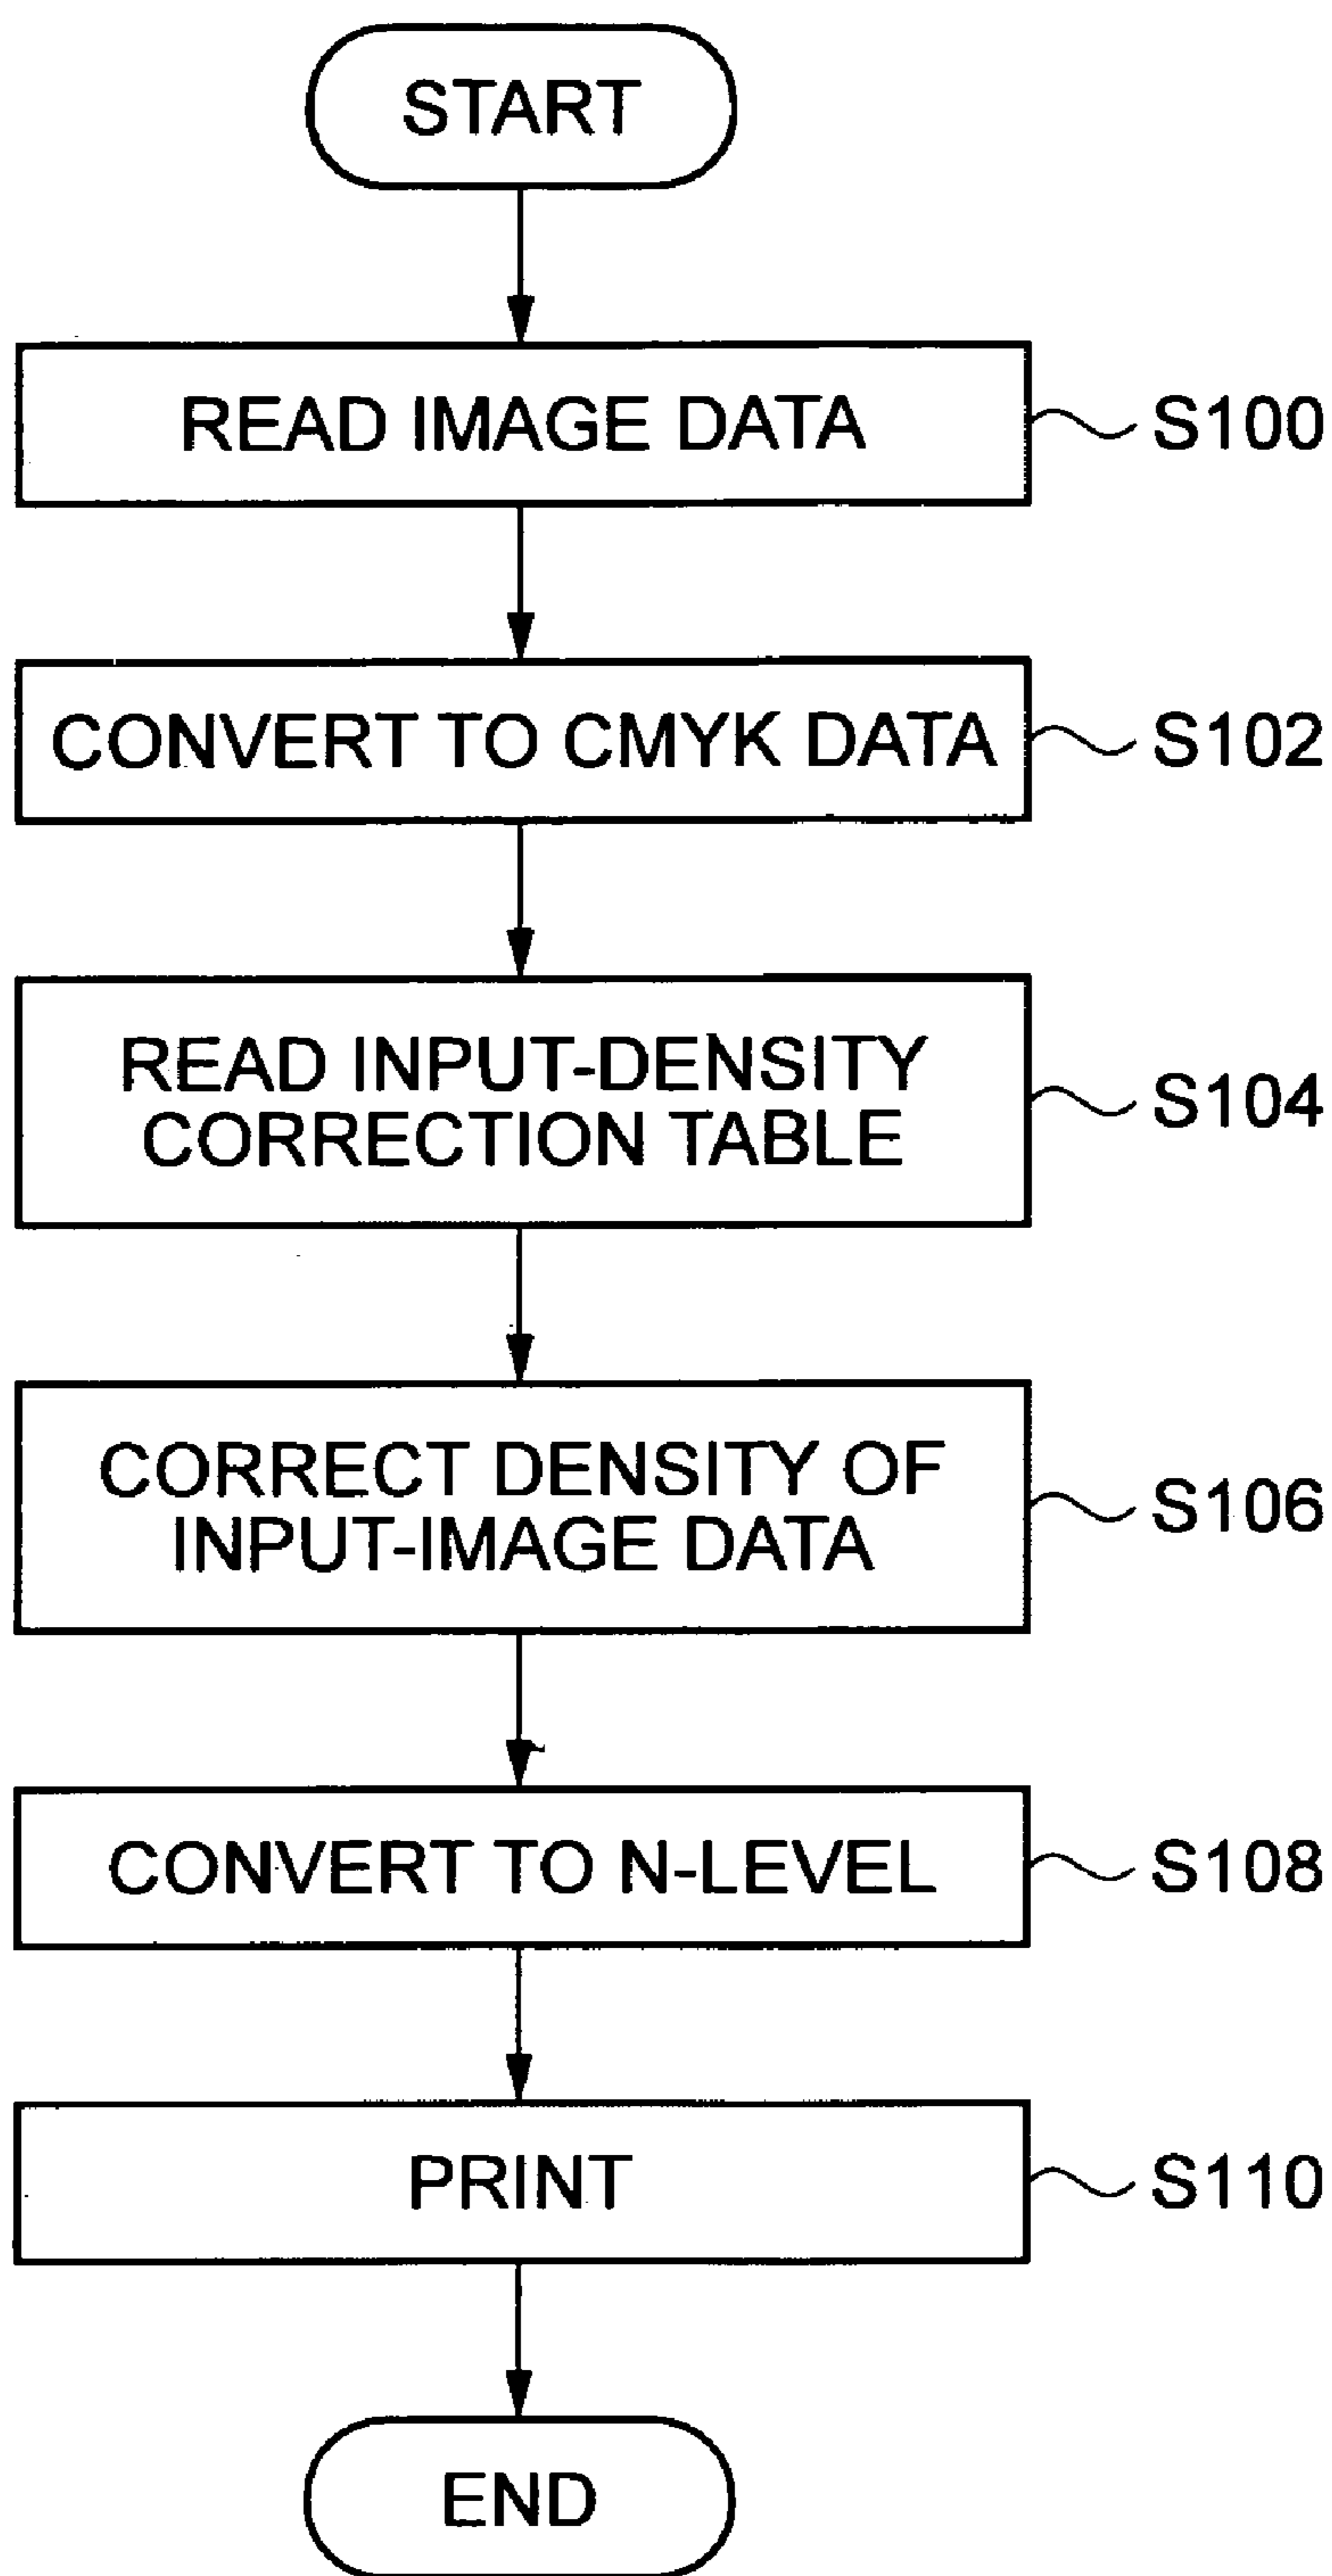 START
READ IMAGE DATA
S100
CONVERT TO CMYK DATA
S102
READ INPUT-DENSITY
CORRECTION TABLE
S104
CORRECT DENSITY OF
INPUT-IMAGE DATA
S106
CONVERT TO N-LEVEL
S108
PRINT
S110
END